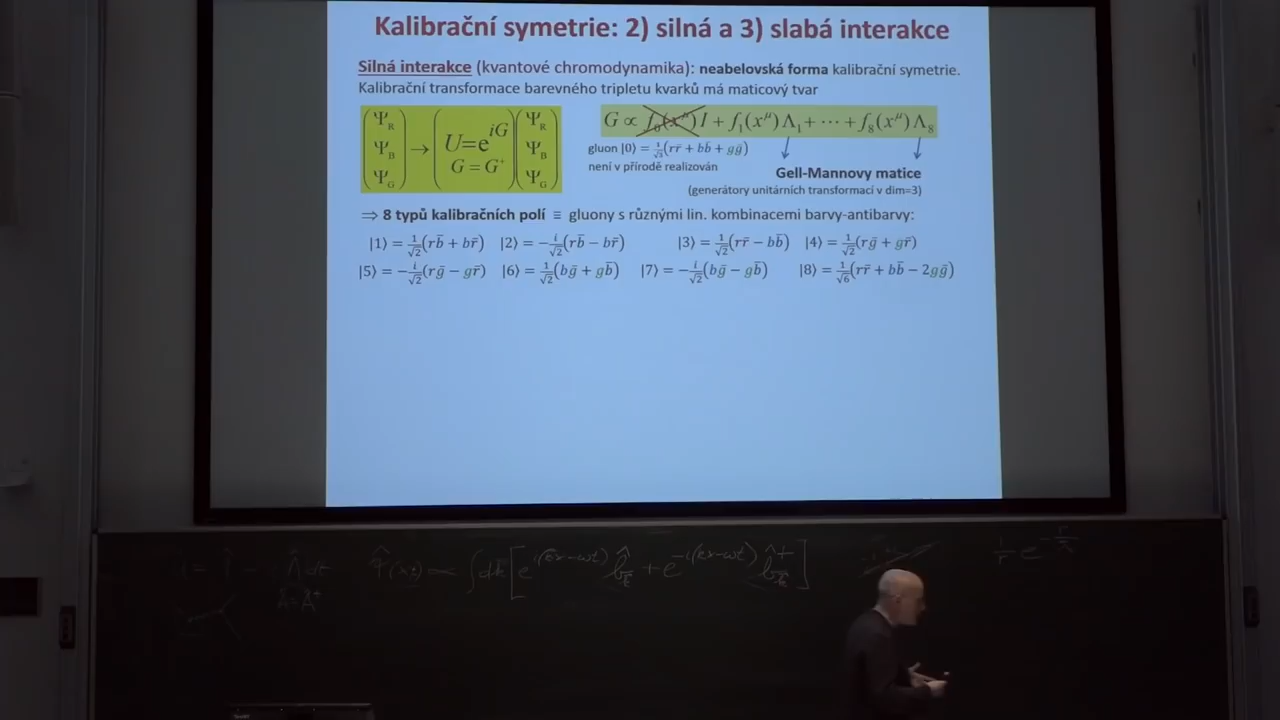 Kalibrační symetrie: 2) silná a 3) slabá interakce
Silná interakce (kvantové chromodynamika): neabelovská forma kalibrační symetrie.
Kalibrační transformace barevného tripletu kvarků má maticový tvar
(Ψ_R Ψ_B Ψ_G) → (U=e^{iG} G = G⁺) (Ψ_R Ψ_B Ψ_G)
G ∝ f₀(x^μ)I + f₁(x^μ)Λ₁ + ⋯ + f₈(x^μ)Λ₈
gluon |0⟩ = 1/√3(rr̄ + bb̄ + gḡ)
není v přírodě realizován
Gell-Mannovy matice
(generátory unitárních transformací v dim=3)
⇒ 8 typů kalibračních polí ≡ gluony s různými lin. kombinacemi barvy-antibarvy:
|1⟩ = 1/√2(rb̄ + br̄) |2⟩ = −i/√2(rb̄ − br̄) |3⟩ = 1/√2(rr̄ − bb̄) |4⟩ = 1/√2(rḡ + gr̄)
|5⟩ = −i/√2(rḡ − gr̄) |6⟩ = 1/√2(bḡ + gb̄) |7⟩ = −i/√2(bḡ − gb̄) |8⟩ = 1/√6(rr̄ + bb̄ − 2gḡ)